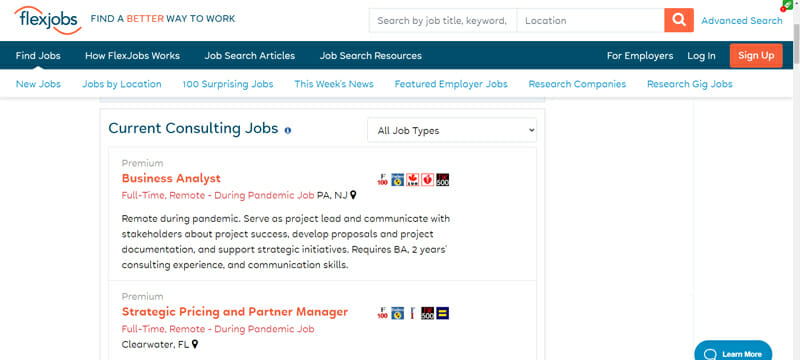 flexjobs
FIND A BETTER WAY TO WORK
Search by job title, keyword, Location
Advanced Search
Find Jobs How FlexJobs Works Job Search Articles Job Search Resources For Employers Log In Sign Up
New Jobs Jobs by Location 100 Surprising Jobs This Week's News Featured Employer Jobs Research Companies Research Gig Jobs
Current Consulting Jobs
All Job Types
Premium
Business Analyst
Full-Time, Remote - During Pandemic Job PA, NJ
Remote during pandemic. Serve as project lead and communicate with
stakeholders about project success, develop proposals and project
documentation, and support strategic initiatives. Requires BA, 2 years'
consulting experience, and communication skills.
Premium
Strategic Pricing and Partner Manager
Full-Time, Remote - During Pandemic Job
Clearwater, FL
Learn More